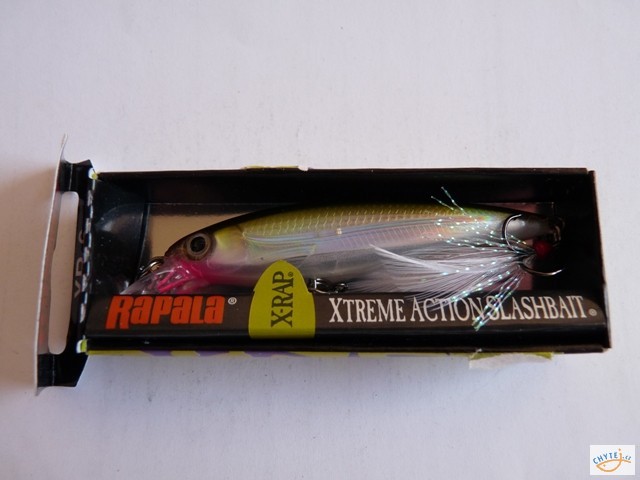 RAPALA®
X-RAP®
XTREME ACTION SLASHBAIT®
CHYTEJ.cz